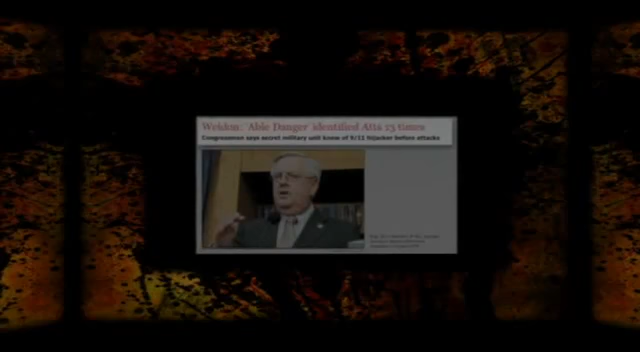 Weldon: 'Able Danger' identified Atta 13 times
Congressman says secret military unit knew of 9/11 hijacker before attacks